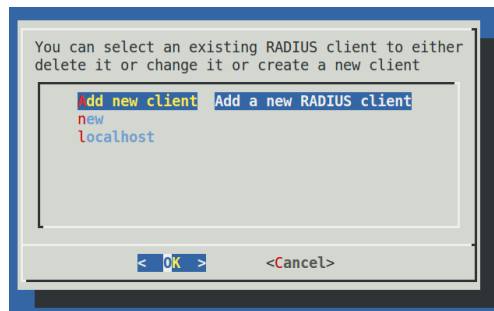 You can select an existing RADIUS client to either
delete it or change it or create a new client
Add new client  Add a new RADIUS client
new
localhost
<  OK  >  <Cancel>